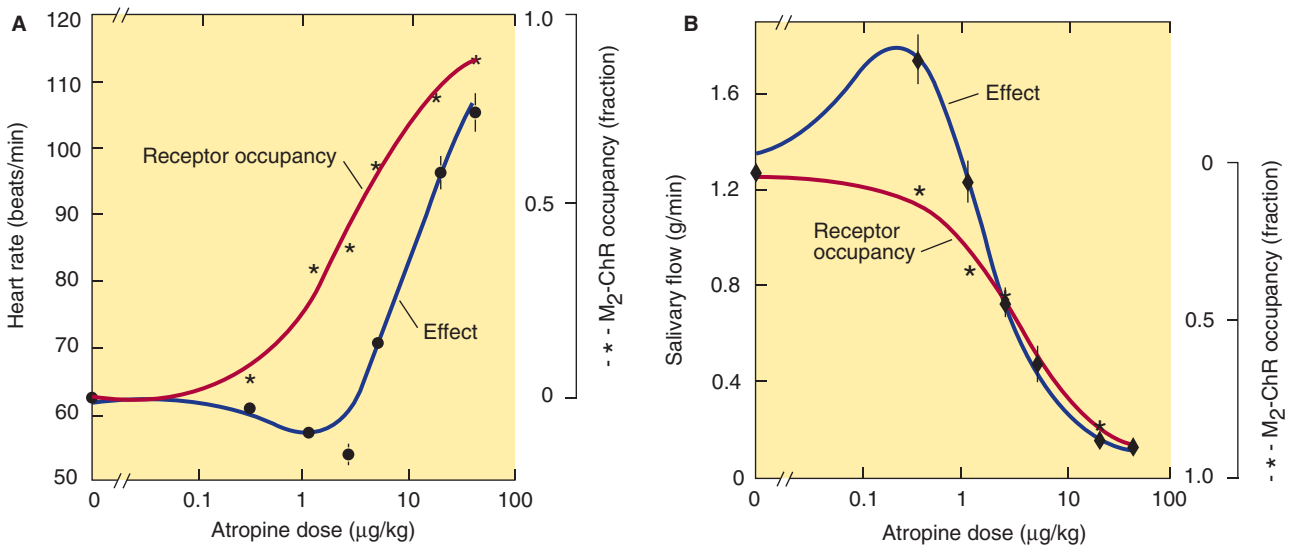 A
120
110
100
90
80
70
60
50
Heart rate (beats/min)
Receptor occupancy
Effect
0
0.1
1
10
100
Atropine dose (μg/kg)
1.0
0.5
0
- * - M2-ChR occupancy (fraction)
B
1.6
1.2
0.8
0.4
0
Salivary flow (g/min)
Effect
Receptor
occupancy
0
0.1
1
10
100
Atropine dose (μg/kg)
0
0.5
1.0
- * - M2-ChR occupancy (fraction)